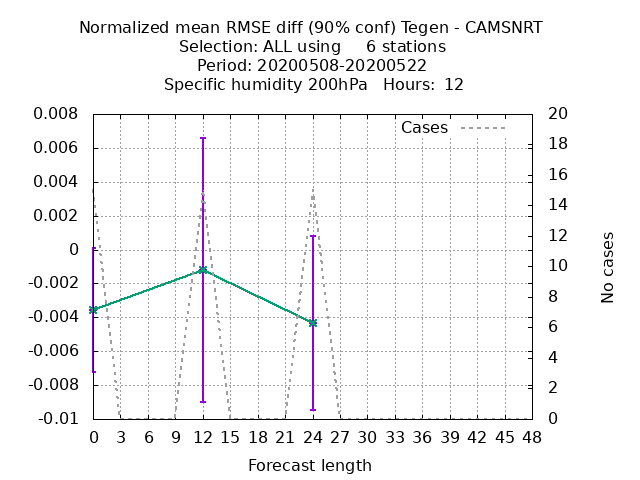 Normalized mean RMSE diff (90% conf) Tegen - CAMSNRT
Selection: ALL using 6 stations
Period: 20200508-20200522
Specific humidity 200hPa Hours: 12
Cases
0.008
0.006
0.004
0.002
0
-0.002
-0.004
-0.006
-0.008
-0.01
20
18
16
14
12
10
8
6
4
2
0
No cases
0 3 6 9 12 15 18 21 24 27 30 33 36 39 42 45 48
Forecast length